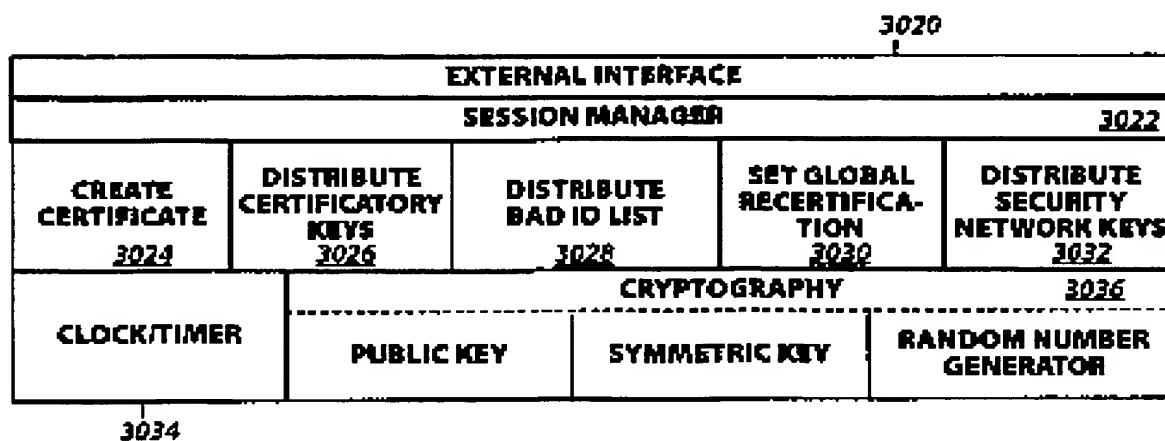 3020
EXTERNAL INTERFACE
SESSION MANAGER 3022
CREATE
CERTIFICATE
3024
DISTRIBUTE
CERTIFICATORY
KEYS
3026
DISTRIBUTE
BAD ID LIST
3028
SET GLOBAL
RECERTIFICA-
TION
3030
DISTRIBUTE
SECURITY
NETWORK KEYS
3032
CLOCK/TIMER
CRYPTOGRAPHY 3036
PUBLIC KEY
SYMMETRIC KEY
RANDOM NUMBER
GENERATOR
3034